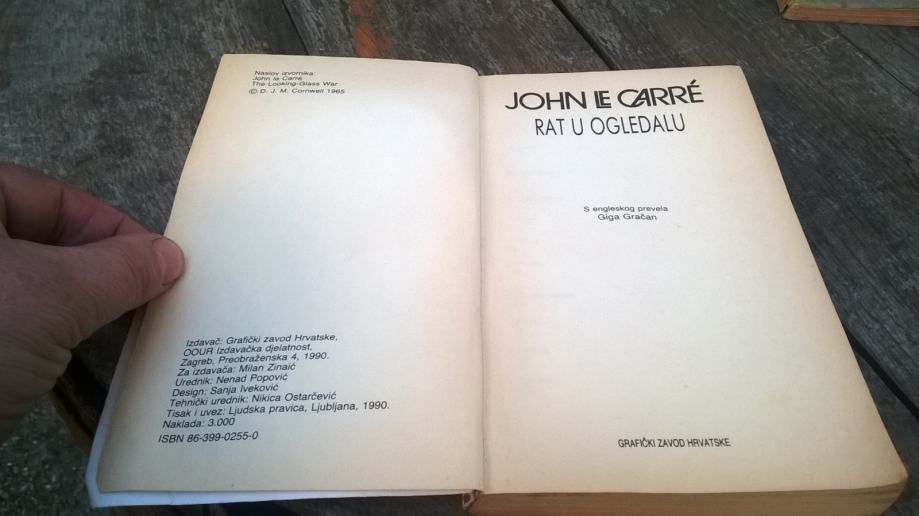 Naslov izvornika:
John le Carré
The Looking-Glass War
© D. J. M. Cornwell 1965
Izdavač: Grafički zavod Hrvatske,
OOUR Izdavačka djelatnost,
Zagreb, Preobraženska 4, 1990.
Za izdavača: Milan Zinaić
Urednik: Nenad Popović
Design: Sanja Iveković
Tehnički urednik: Nikica Ostarčević
Tisak i uvez: Ljudska pravica, Ljubljana, 1990.
Naklada: 3.000
ISBN 86-399-0255-0
JOHN LE CARRÉ
RAT U OGLEDALU
S engleskog prevela
Giga Gračan
GRAFIČKI ZAVOD HRVATSKE